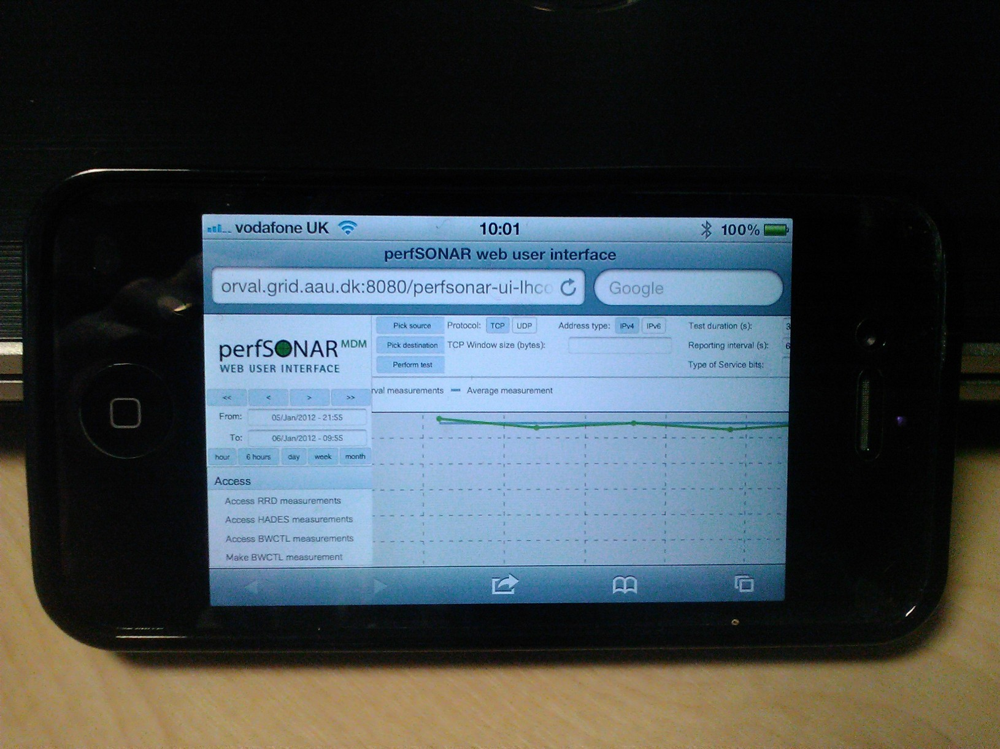 vodafone UK 10:01 100%
perfSONAR web user interface
orval.grid.aau.dk:8080/perfsonar-ui-lhco
Google
perfSONAR MDM
WEB USER INTERFACE
<< < > >>
From: 05/Jan/2012 - 21:55
To: 06/Jan/2012 - 09:55
hour 6 hours day week month
Access
Access RRD measurements
Access HADES measurements
Access BWCTL measurements
Make BWCTL measurement
Pick source Protocol: TCP UDP Address type: IPv4 IPv6 Test duration (s): 3
Pick destination TCP Window size (bytes): Reporting interval (s): 6
Perform test Type of Service bits:
rval measurements Average measurement